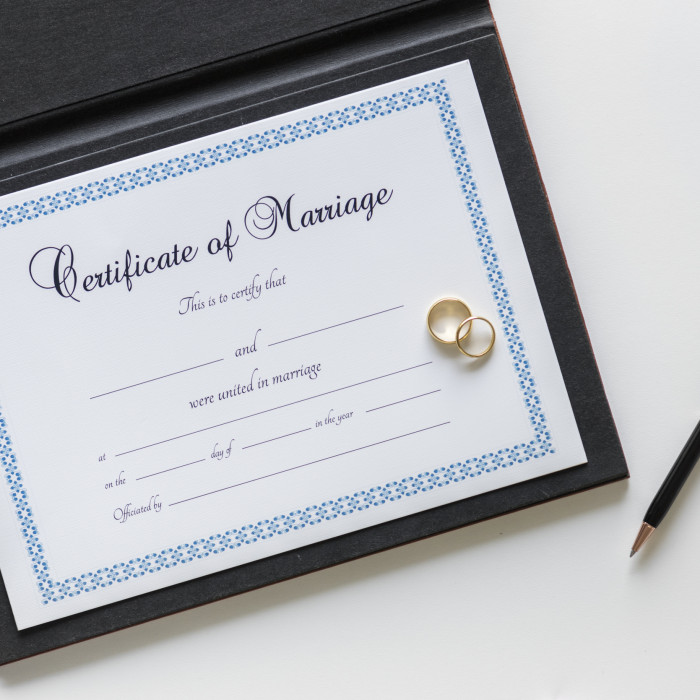 Certificate of Marriage
This is to certify that
and
were united in marriage
at
on the day of in the year
Officiated by